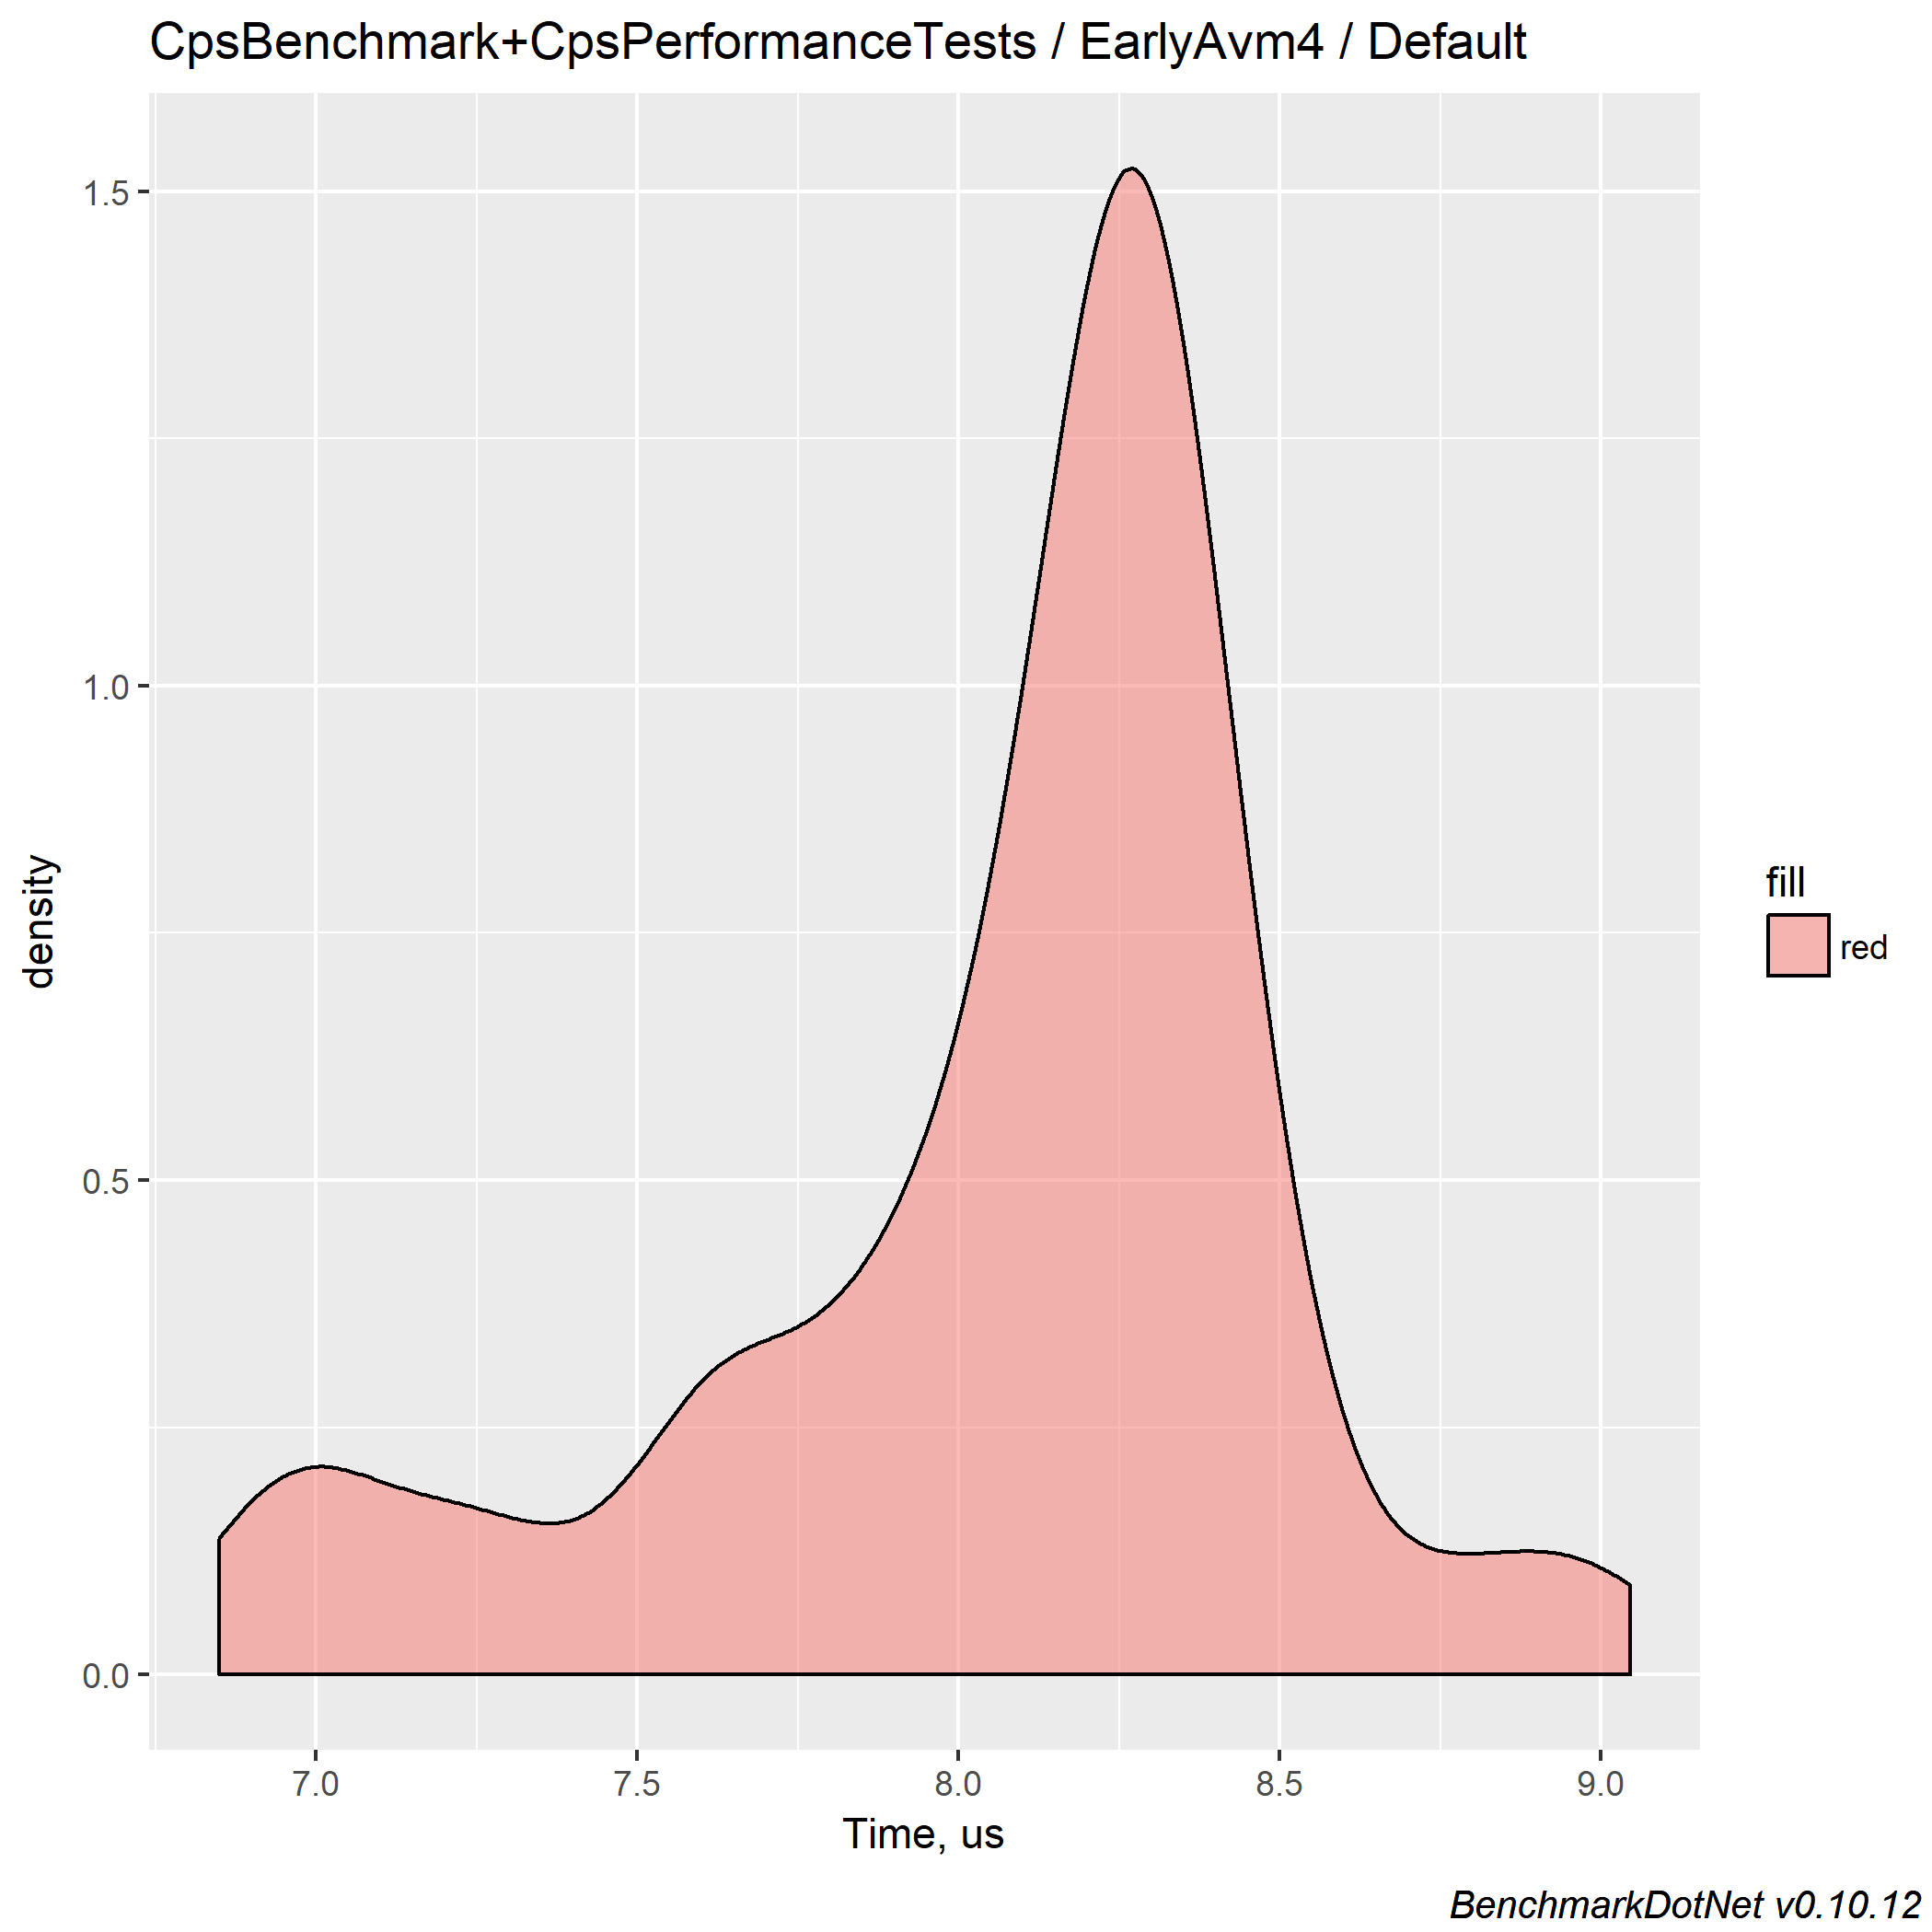 CpsBenchmark+CpsPerformanceTests / EarlyAvm4 / Default
1.5
1.0
0.5
0.0
density
7.0 7.5 8.0 8.5 9.0
Time, us
fill
red
BenchmarkDotNet v0.10.12